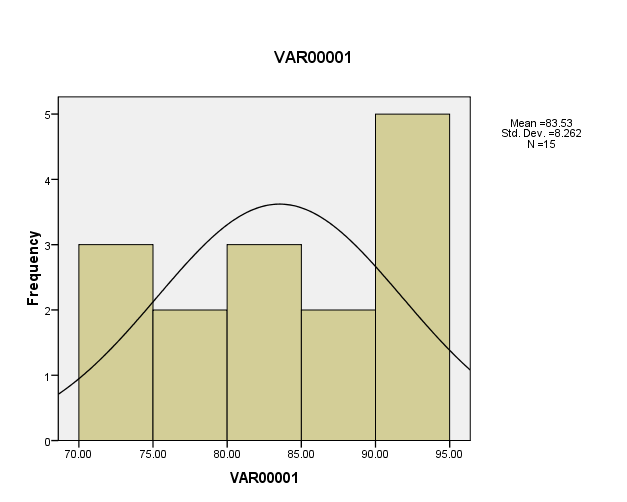 VAR00001
Mean =83.53
Std. Dev. =8.262
N =15
Frequency
5
4
3
2
1
0
70.00 75.00 80.00 85.00 90.00 95.00
VAR00001